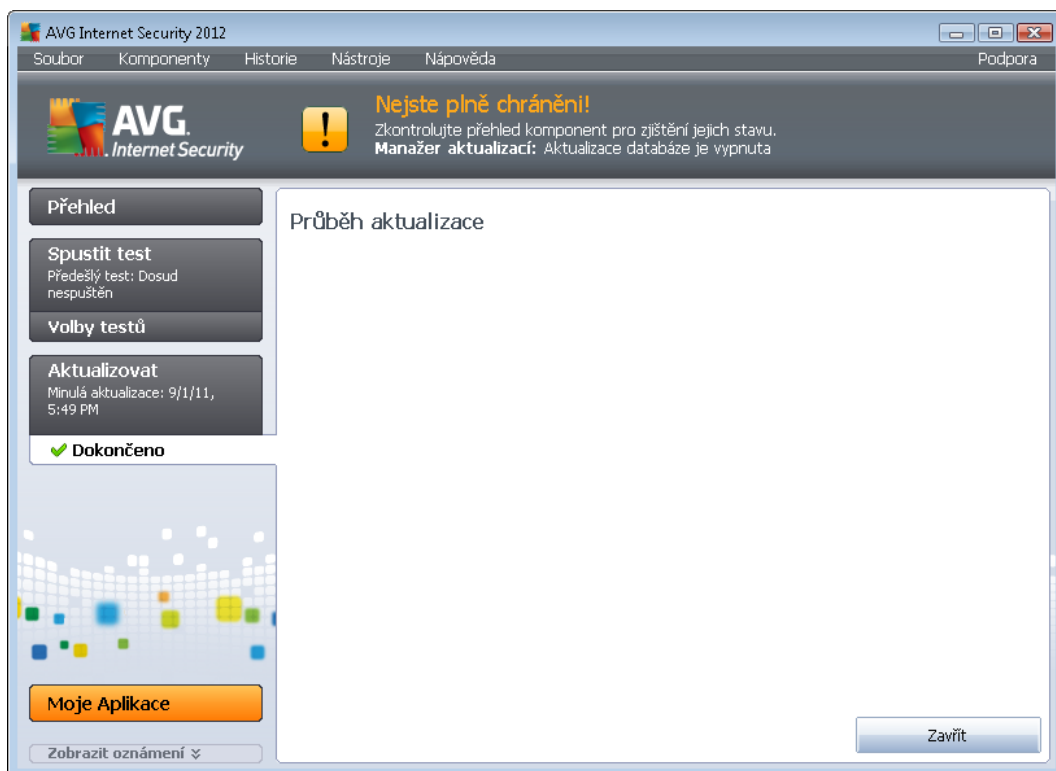 AVG Internet Security 2012
Soubor Komponenty Historie Nástroje Nápověda Podpora
AVG.
Internet Security
Nejste plně chráněni!
Zkontrolujte přehled komponent pro zjištění jejich stavu.
Manažer aktualizací: Aktualizace databáze je vypnuta
Přehled
Spustit test
Předešlý test: Dosud
nespuštěn
Volby testů
Aktualizovat
Minulá aktualizace: 9/1/11,
5:49 PM
Dokončeno
Moje Aplikace
Zobrazit oznámení
Průběh aktualizace
Zavřít